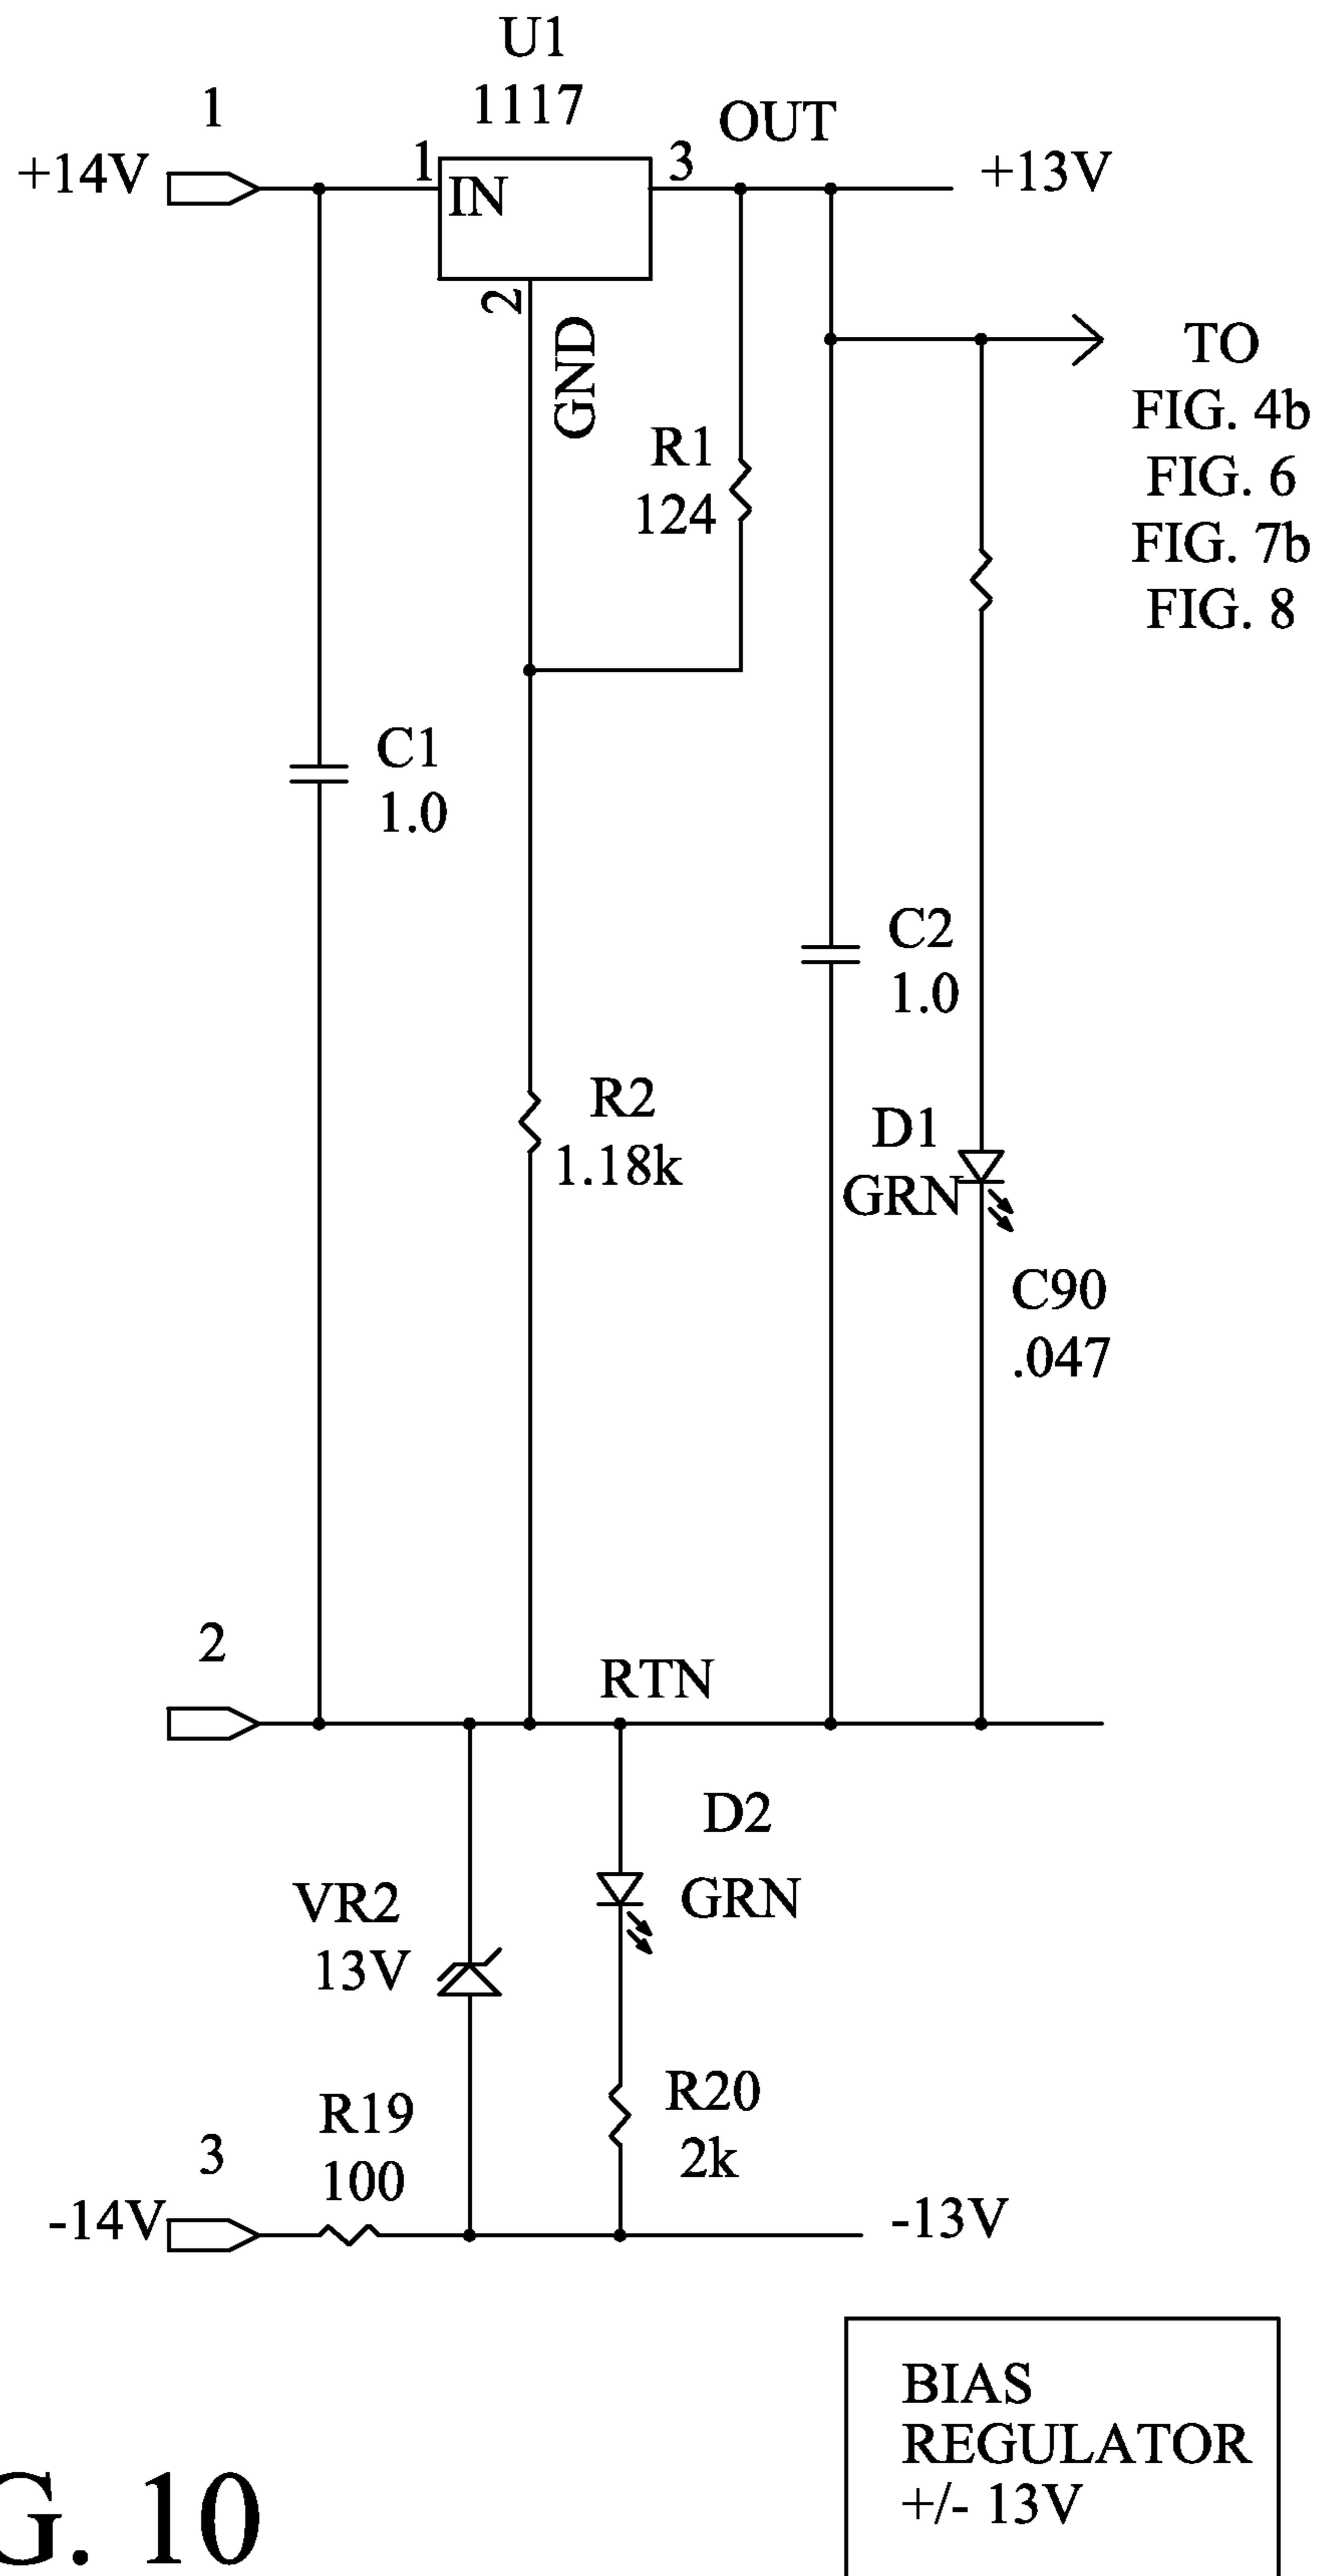 U1
1117
1
+14V
1
IN
3
OUT
+13V
2
GND
TO
FIG. 4b
FIG. 6
FIG. 7b
FIG. 8
R1
124
C1
1.0
C2
1.0
R2
1.18k
D1
GRN
C90
.047
2
RTN
D2
GRN
VR2
13V
R19
100
R20
2k
3
-14V
-13V
BIAS
REGULATOR
+/- 13V
G. 10